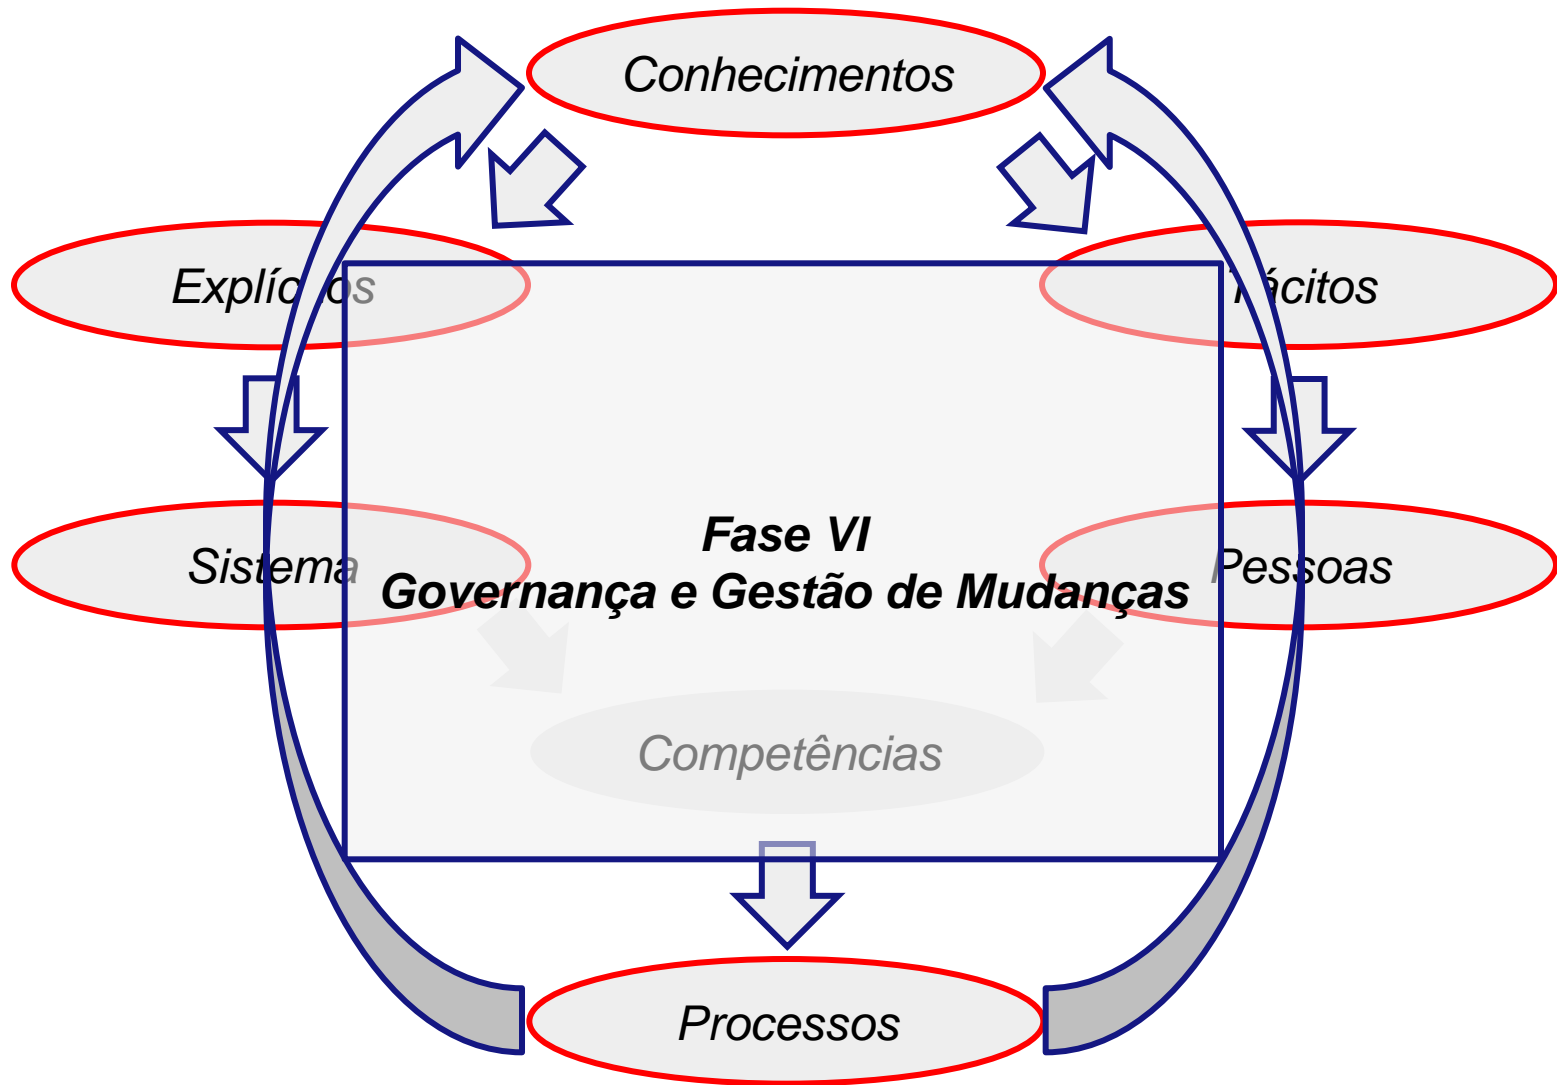 Conhecimentos
Explícitos
Tácitos
Sistema
Pessoas
Fase VI
Governança e Gestão de Mudanças
Competências
Processos